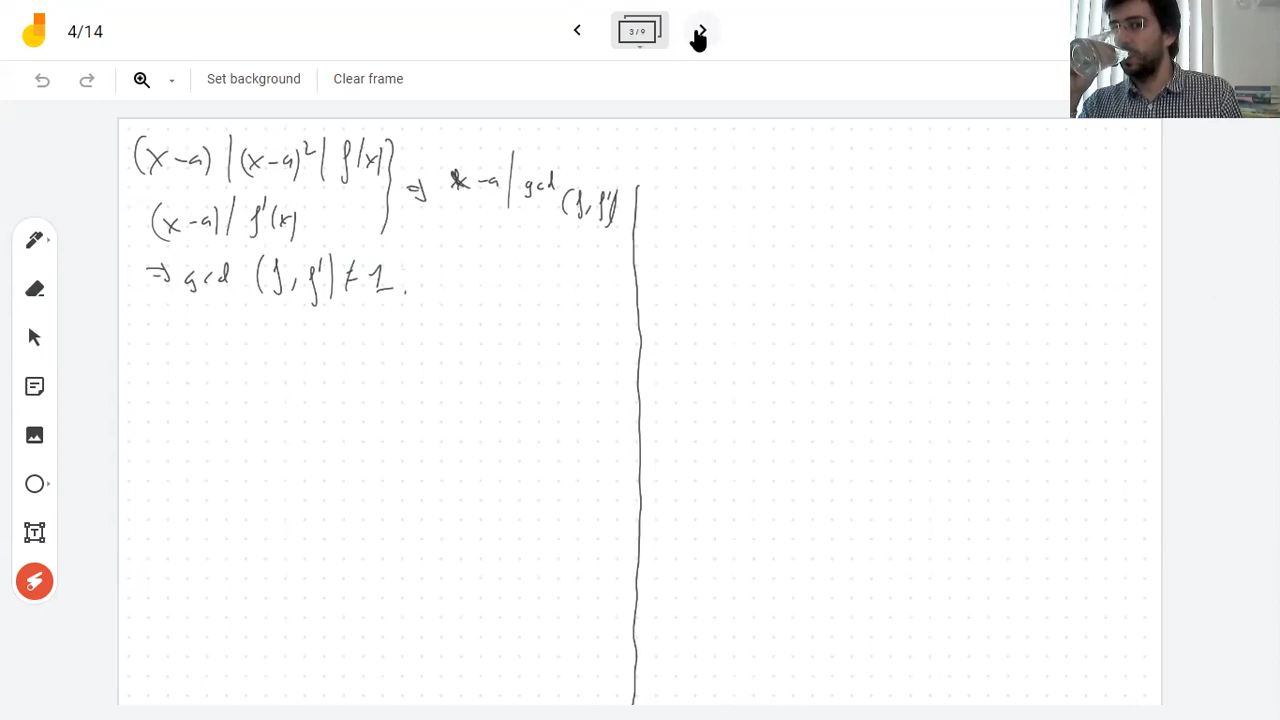 4/14
3 / 9
Set background
Clear frame
(x-a) | (x-a)² | f(x) } ⇒ x-a | gcd (f, f')
(x-a) | f'(x)
⇒ gcd (f, f') ≠ 1.